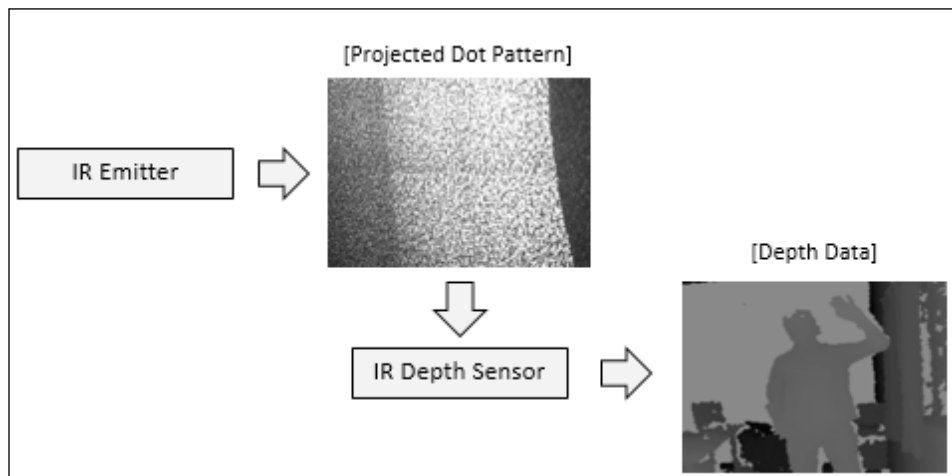 [Projected Dot Pattern]
IR Emitter
[Depth Data]
IR Depth Sensor